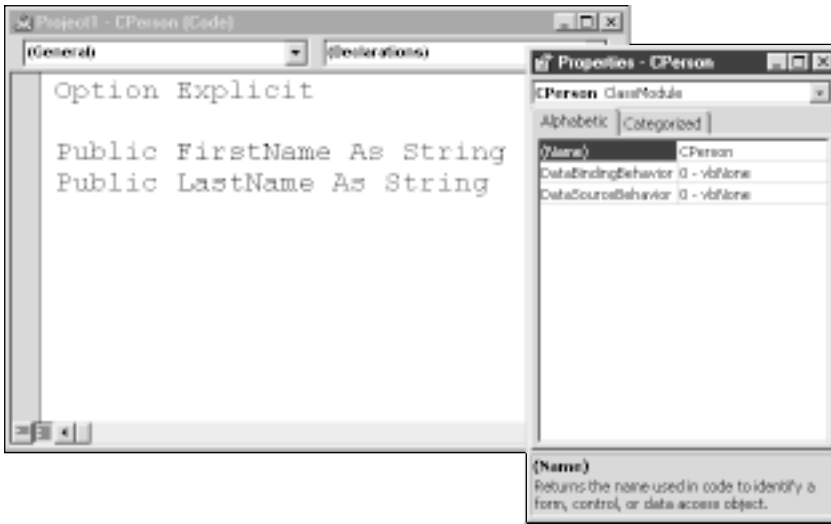 Project1 - CPerson (Code)
(General)
(Declarations)
Option Explicit
Public FirstName As String
Public LastName As String
Properties - CPerson
CPerson ClassModule
Alphabetic
Categorized
(Name) CPerson
DataBindingBehavior 0 - vbNone
DataSourceBehavior 0 - vbNone
(Name)
Returns the name used in code to identify a
form, control, or data access object.